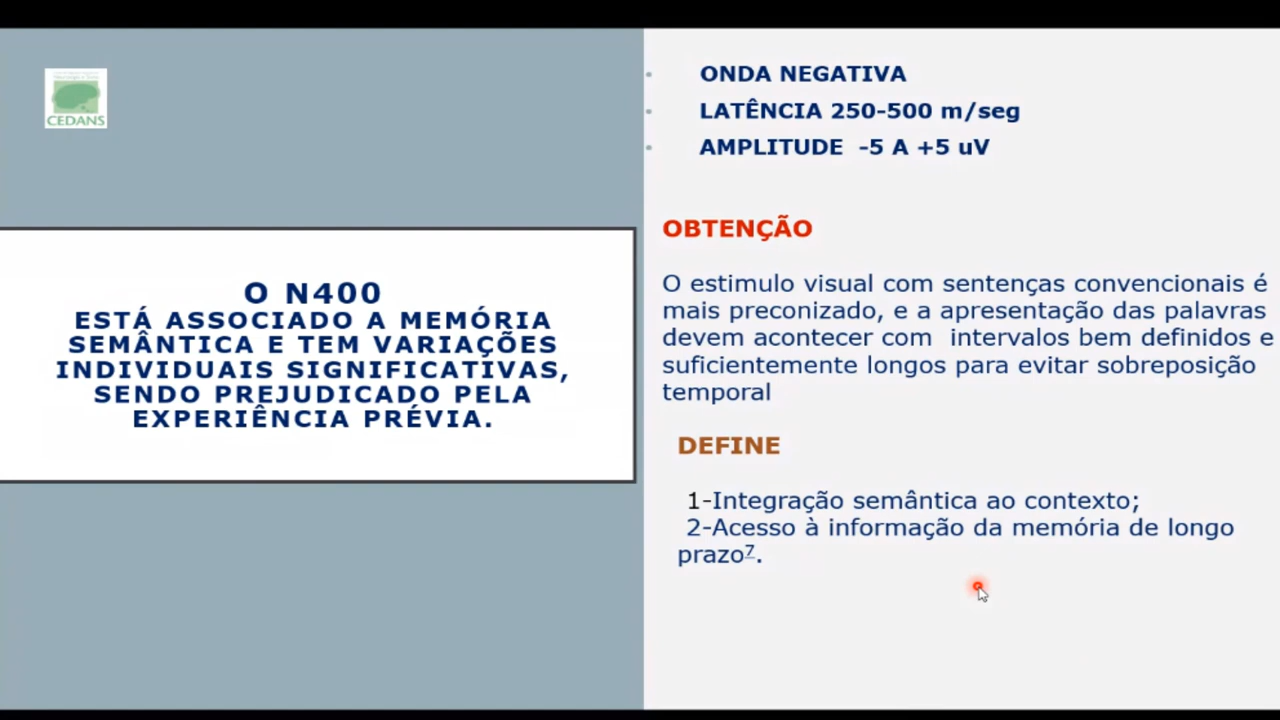 CEDANS
O N400
ESTÁ ASSOCIADO A MEMÓRIA
SEMÂNTICA E TEM VARIAÇÕES
INDIVIDUAIS SIGNIFICATIVAS,
SENDO PREJUDICADO PELA
EXPERIÊNCIA PRÉVIA.
• ONDA NEGATIVA
• LATÊNCIA 250-500 m/seg
• AMPLITUDE -5 A +5 uV
OBTENÇÃO
O estimulo visual com sentenças convencionais é
mais preconizado, e a apresentação das palavras
devem acontecer com intervalos bem definidos e
suficientemente longos para evitar sobreposição
temporal
DEFINE
1-Integração semântica ao contexto;
2-Acesso à informação da memória de longo
prazo⁷.